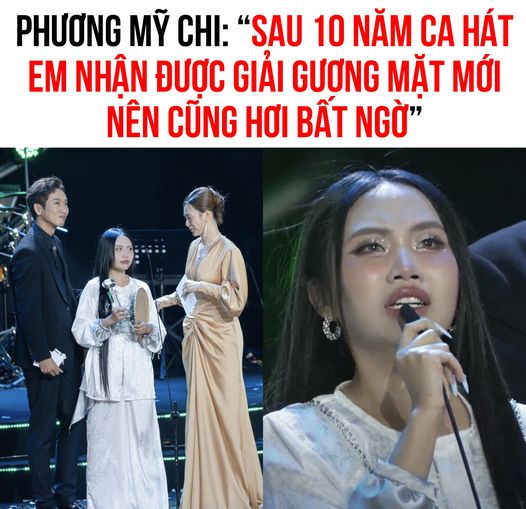 PHƯƠNG MỸ CHI: “SAU 10 NĂM CA HÁT
EM NHẬN ĐƯỢC GIẢI GƯƠNG MẶT MỚI
NÊN CŨNG HƠI BẤT NGỜ”